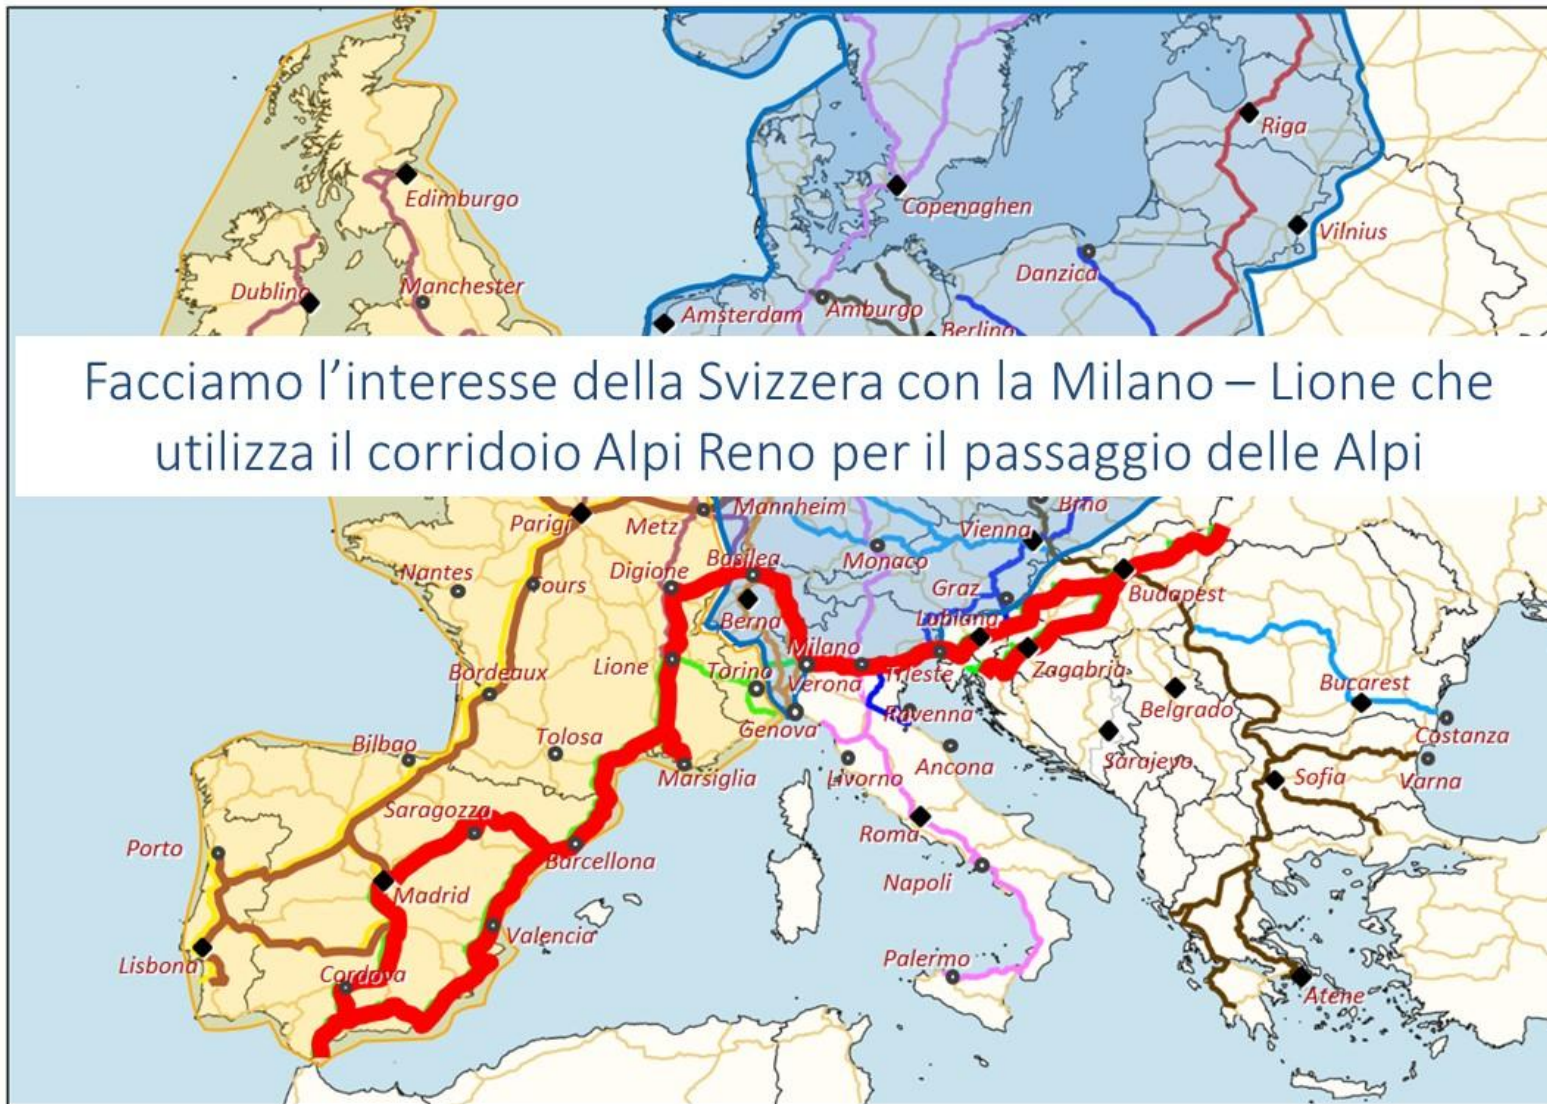 Riga
Edimburgo
Copenaghen
Vilnius
Danzica
Dublino
Manchester
Amsterdam
Amburgo
Berlino
Facciamo l’interesse della Svizzera con la Milano – Lione che
utilizza il corridoio Alpi Reno per il passaggio delle Alpi
Parigi
Metz
Mannheim
Vienna
Brno
Nantes
ours
Digione
Basilea
Monaco
Graz
Budapest
Berna
Lubiana
Bordeaux
Lione
Torino
Milano
Verona
Trieste
Zagabria
Bucarest
Belgrado
Ravenna
Genova
Bilbao
Tolosa
Costanza
Marsiglia
Livorno
Ancona
Sarajevo
Sofia
Varna
Saragozza
Roma
Porto
Barcellona
Madrid
Napoli
Valencia
Lisbona
Cordova
Palermo
Atene